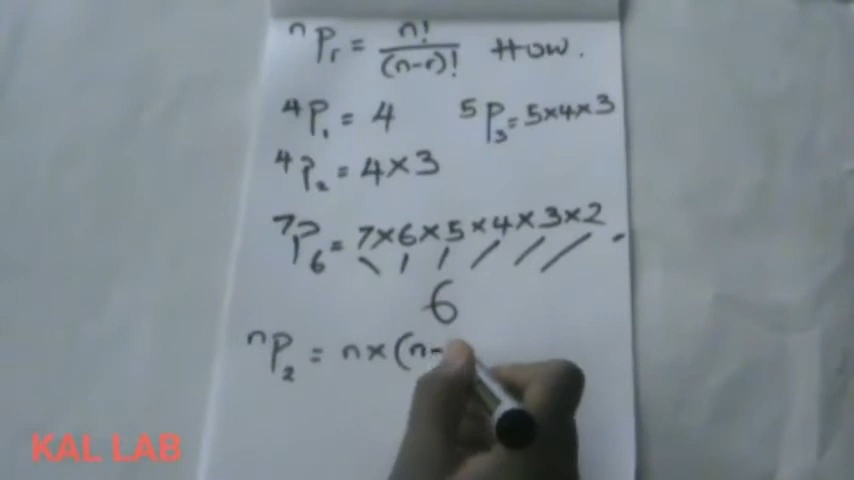 ⁿPᵣ = n!/(n-r)! How.
⁴P₁ = 4 ⁵P₃ = 5×4×3
⁴P₂ = 4×3
⁷P₆ = 7×6×5×4×3×2.
6
ⁿP₂ = n×(n-
KAL LAB